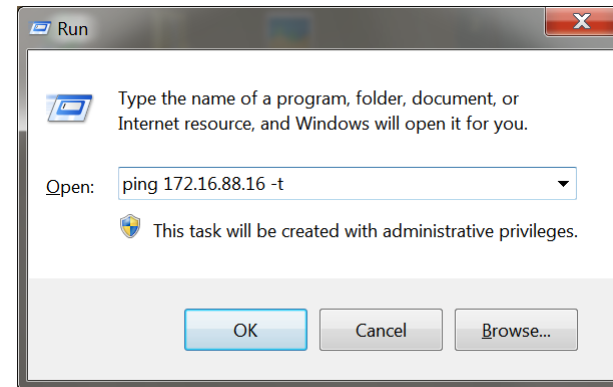 Run
Type the name of a program, folder, document, or
Internet resource, and Windows will open it for you.
Open: ping 172.16.88.16 -t
This task will be created with administrative privileges.
OK Cancel Browse...